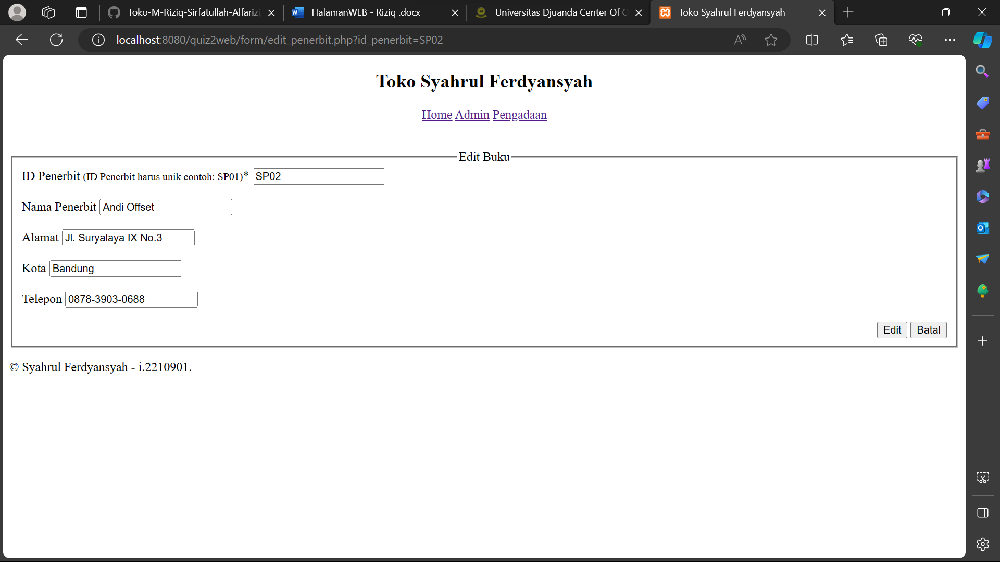 Toko-M-Riziq-Sirfatullah-Alfarizi
HalamanWEB - Riziq .docx
Universitas Djuanda Center Of
Toko Syahrul Ferdyansyah
localhost:8080/quiz2web/form/edit_penerbit.php?id_penerbit=SP02
Toko Syahrul Ferdyansyah
Home Admin Pengadaan
Edit Buku
ID Penerbit (ID Penerbit harus unik contoh: SP01)* SP02
Nama Penerbit Andi Offset
Alamat Jl. Suryalaya IX No.3
Kota Bandung
Telepon 0878-3903-0688
Edit Batal
© Syahrul Ferdyansyah - i.2210901.